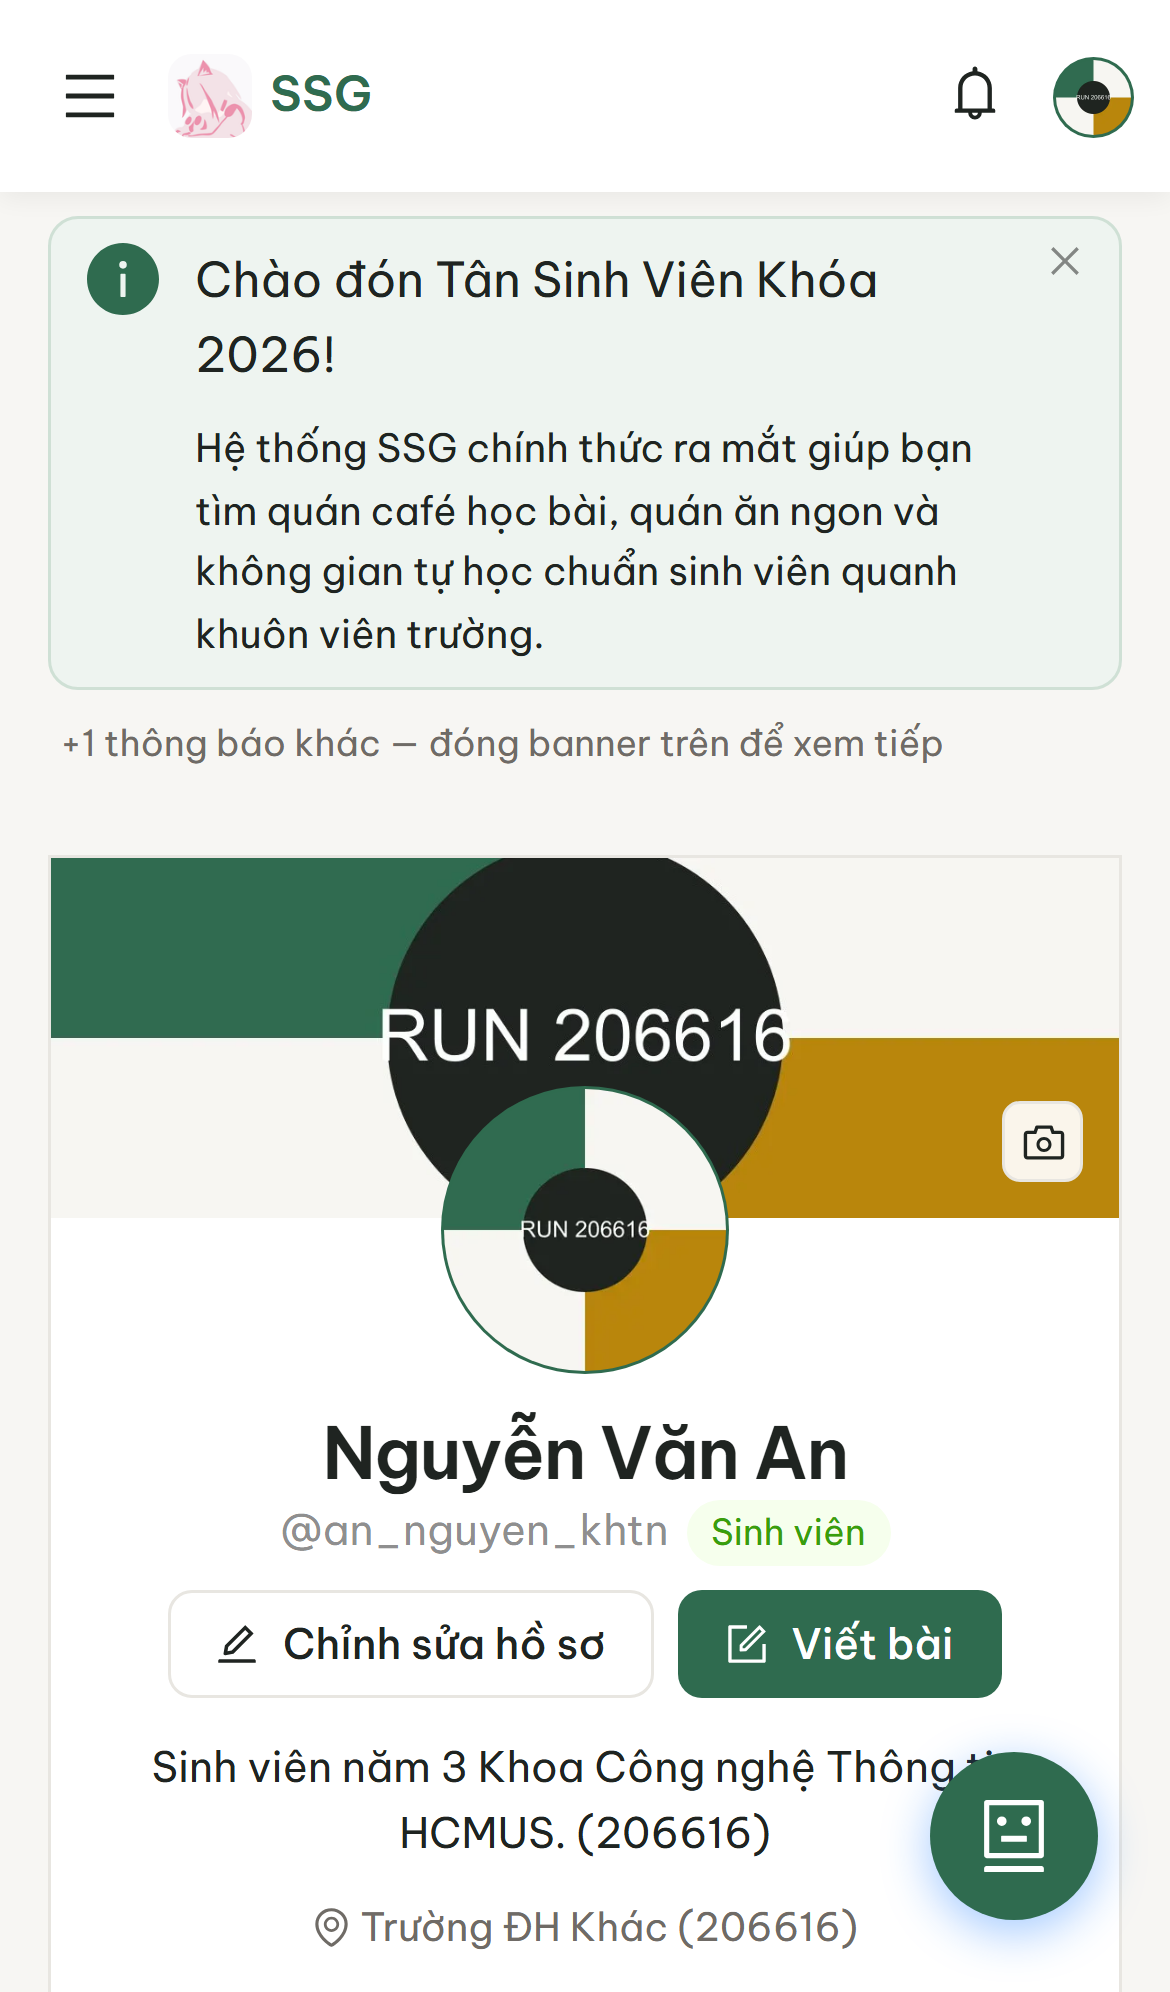 SSG
RUN 206616
Chào đón Tân Sinh Viên Khóa
2026!
Hệ thống SSG chính thức ra mắt giúp bạn
tìm quán café học bài, quán ăn ngon và
không gian tự học chuẩn sinh viên quanh
khuôn viên trường.
+1 thông báo khác — đóng banner trên để xem tiếp
RUN 206616
RUN 206616
Nguyễn Văn An
@an_nguyen_khtn Sinh viên
Chỉnh sửa hồ sơ Viết bài
Sinh viên năm 3 Khoa Công nghệ Thông
HCMUS. (206616)
Trường ĐH Khác (206616)